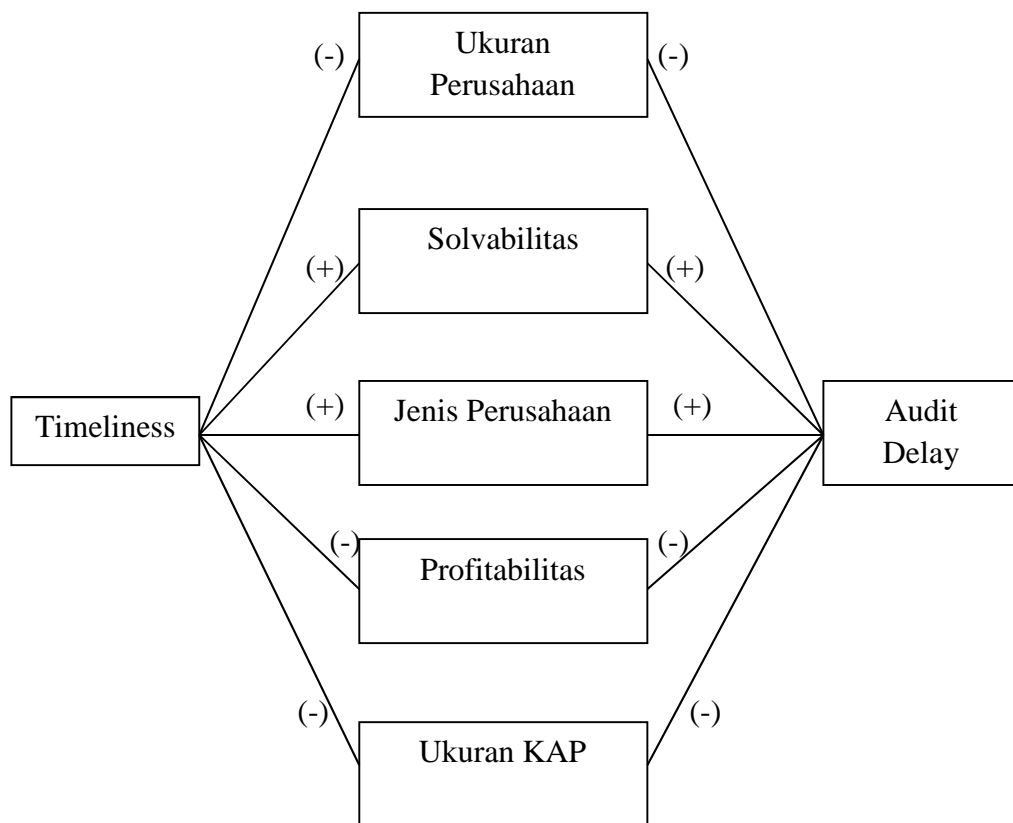 Ukuran
Perusahaan
(-)
(-)
Solvabilitas
(+)
(+)
Timeliness
(+)
Jenis Perusahaan
(+)
Audit
Delay
(-)
Profitabilitas
(-)
(-)
Ukuran KAP
(-)